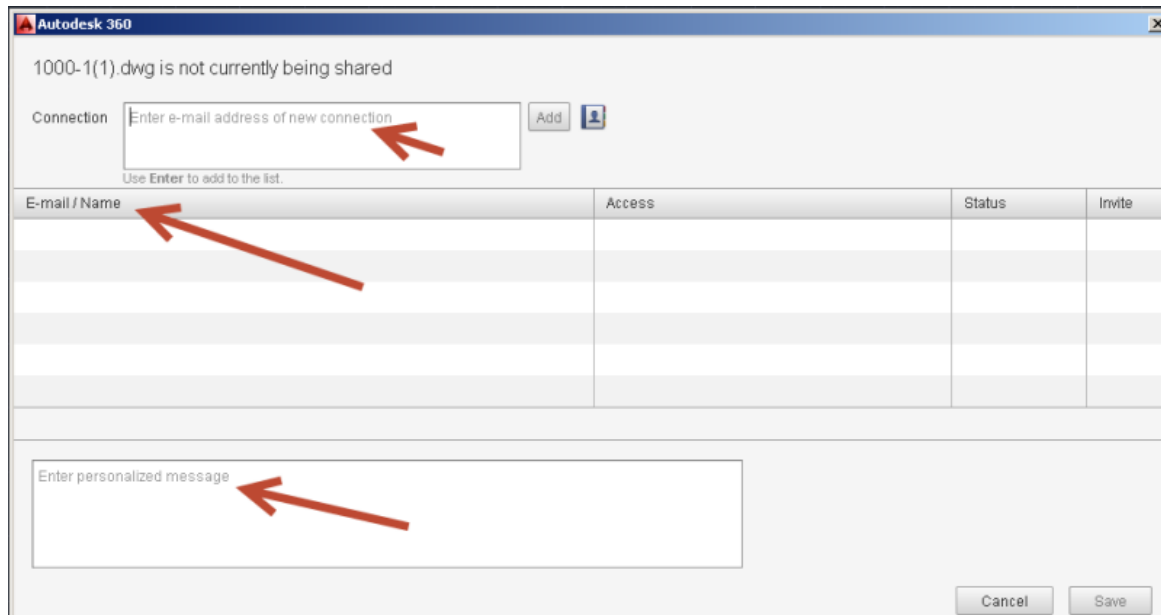 Autodesk 360
1000-1(1).dwg is not currently being shared
Connection Enter e-mail address of new connection Add
Use Enter to add to the list.
E-mail / Name Access Status Invite
Enter personalized message
Cancel Save